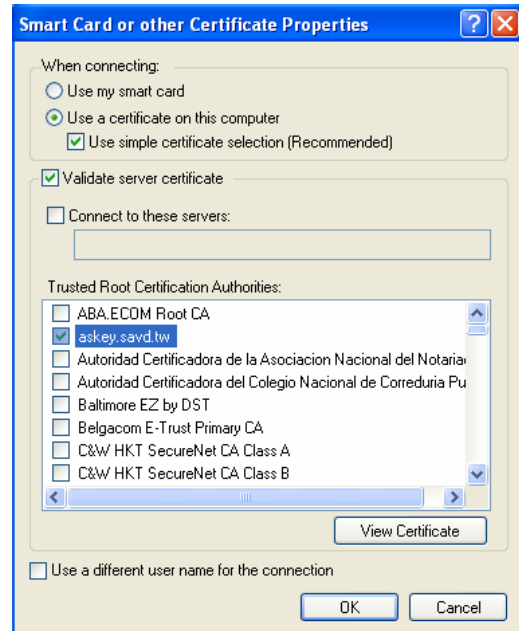 Smart Card or other Certificate Properties
When connecting:
Use my smart card
Use a certificate on this computer
Use simple certificate selection (Recommended)
Validate server certificate
Connect to these servers:
Trusted Root Certification Authorities:
ABA.ECOM Root CA
askey.savd.tw
Autoridad Certificadora de la Asociacion Nacional del Notaria
Autoridad Certificadora del Colegio Nacional de Correduria Pu
Baltimore EZ by DST
Belgacom E-Trust Primary CA
C&W HKT SecureNet CA Class A
C&W HKT SecureNet CA Class B
View Certificate
Use a different user name for the connection
OK Cancel